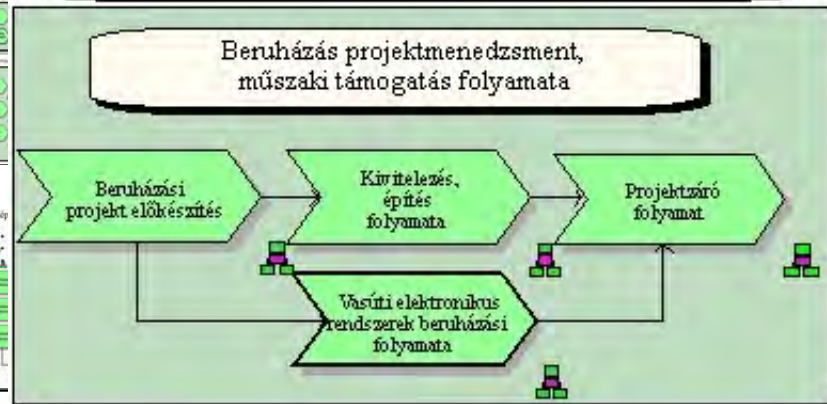 Beruházás projektmenedzsment,
műszaki támogatás folyamata
Beruházási
projekt előkészítés
Kivitelezés,
építés
folyamata
Projektzáró
folyamat
Vasúti elektronikus
rendszerek beruházási
folyamata